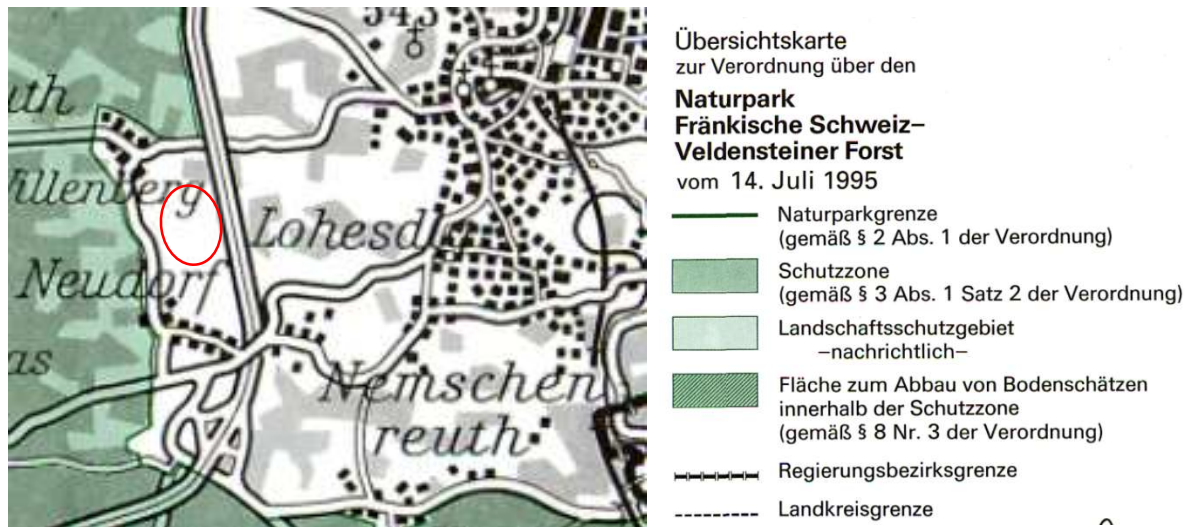 543
uth
Willenberg
Lohesdl
Neudorf
as
Nemschen
reuth
Übersichtskarte
zur Verordnung über den
Naturpark
Fränkische Schweiz–
Veldensteiner Forst
vom 14. Juli 1995
Naturparkgrenze
(gemäß § 2 Abs. 1 der Verordnung)
Schutzzone
(gemäß § 3 Abs. 1 Satz 2 der Verordnung)
Landschaftsschutzgebiet
–nachrichtlich–
Fläche zum Abbau von Bodenschätzen
innerhalb der Schutzzone
(gemäß § 8 Nr. 3 der Verordnung)
Regierungsbezirksgrenze
Landkreisgrenze